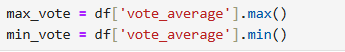 max_vote = df['vote_average'].max()
min_vote = df['vote_average'].min()